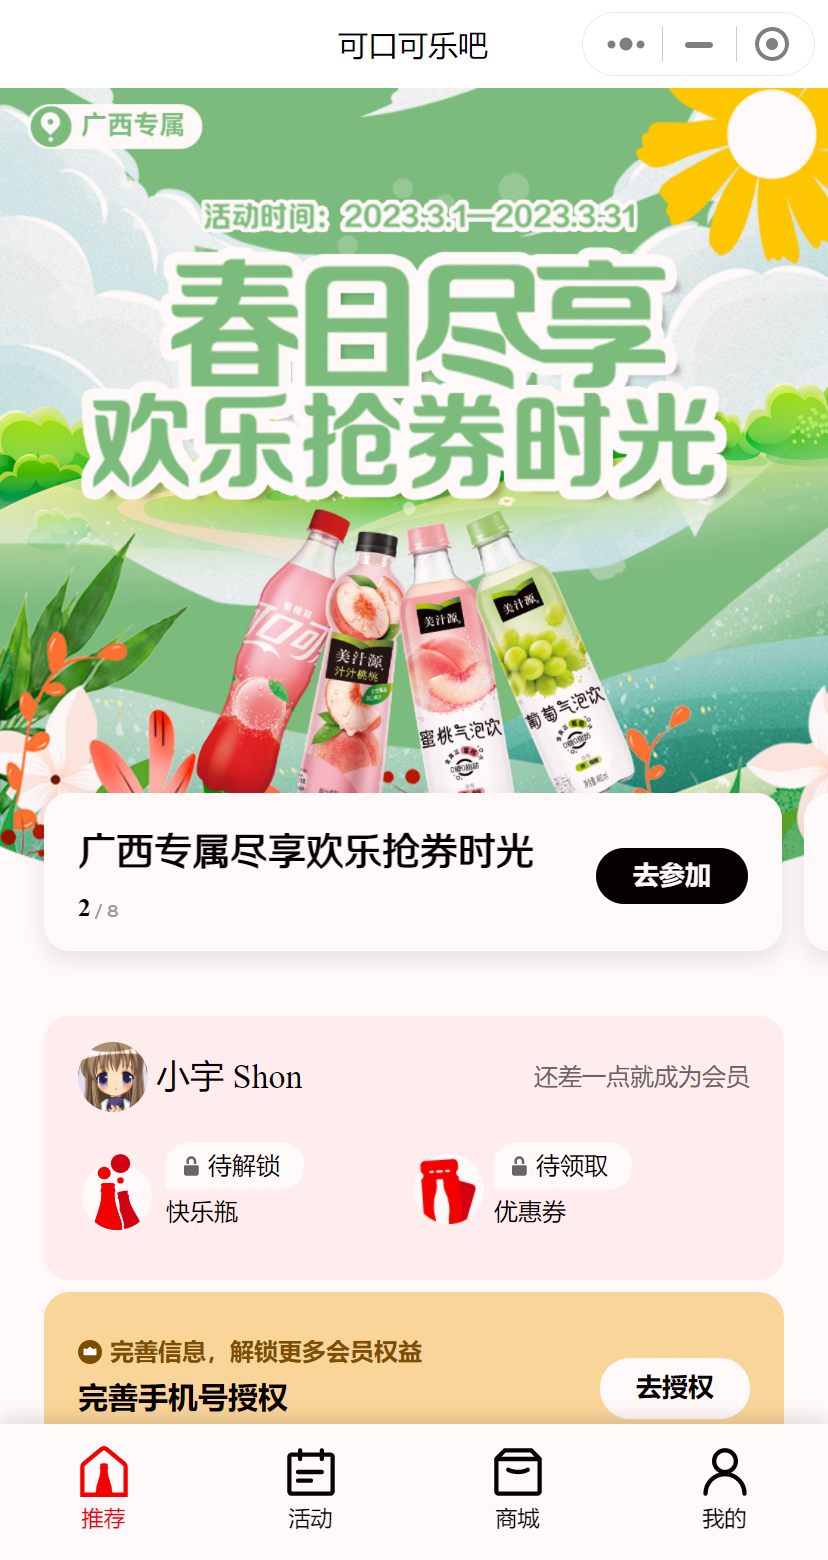 可口可乐吧
广西专属
活动时间：2023.3.1—2023.3.31
春日尽享
欢乐抢券时光
蜜桃味
可口可
美汁源
汁汁桃桃
美汁源
蜜桃气泡饮
美汁源
葡萄气泡饮
广西专属尽享欢乐抢券时光
去参加
2 / 8
小宇 Shon
还差一点就成为会员
待解锁
快乐瓶
待领取
优惠券
完善信息，解锁更多会员权益
完善手机号授权
去授权
推荐
活动
商城
我的